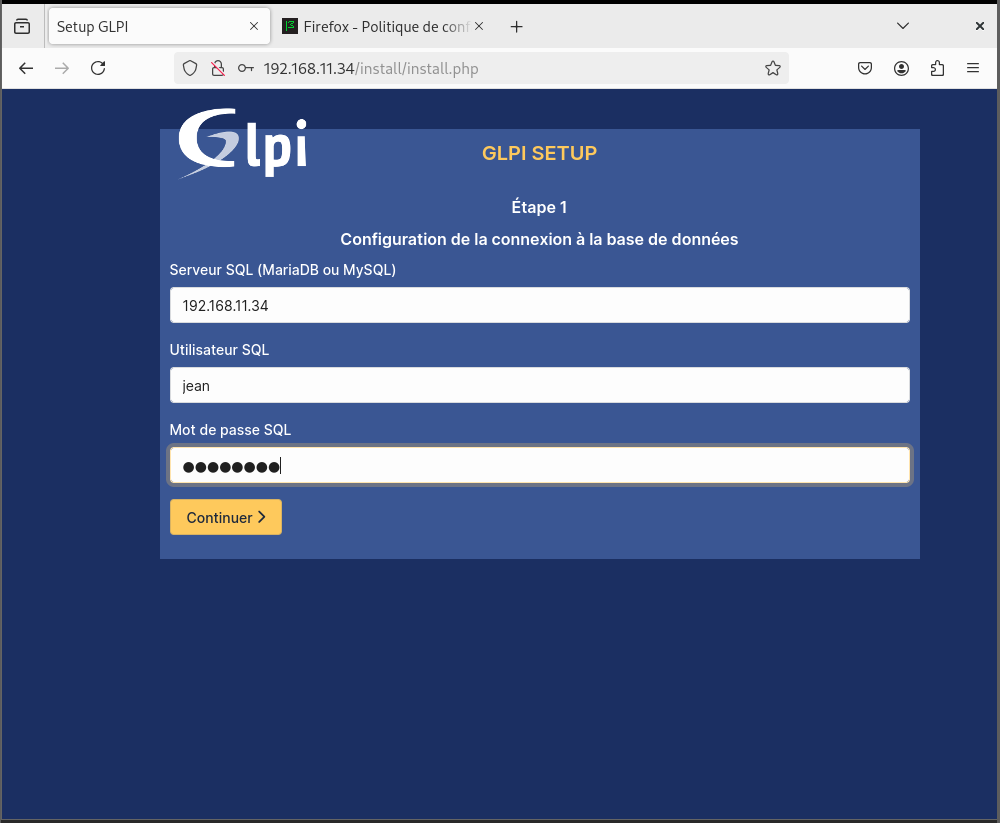 Setup GLPI
Firefox - Politique de conf
192.168.11.34/install/install.php
Glpi
GLPI SETUP
Étape 1
Configuration de la connexion à la base de données
Serveur SQL (MariaDB ou MySQL)
192.168.11.34
Utilisateur SQL
jean
Mot de passe SQL
●●●●●●●●
Continuer